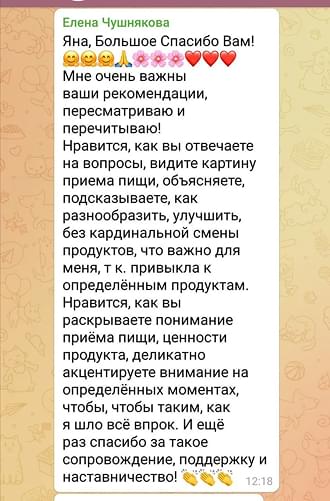 Елена Чушнякова
Яна, Большое Спасибо Вам!
🤗🤗🤗🙏🌸🌸🌸❤️❤️❤️
Мне очень важны
ваши рекомендации,
пересматриваю и
перечитываю!
Нравится, как вы отвечаете
на вопросы, видите картину
приема пищи, объясняете,
подсказываете, как
разнообразить, улучшить,
без кардинальной смены
продуктов, что важно для
меня, т к. привыкла к
определённым продуктам.
Нравится, как вы
раскрываете понимание
приёма пищи, ценности
продукта, деликатно
акцентируете внимание на
определённых моментах,
чтобы, чтобы таким, как
я шло всё впрок. И ещё
раз спасибо за такое
сопровождение, поддержку и
наставничество! 👏👏👏 12:18